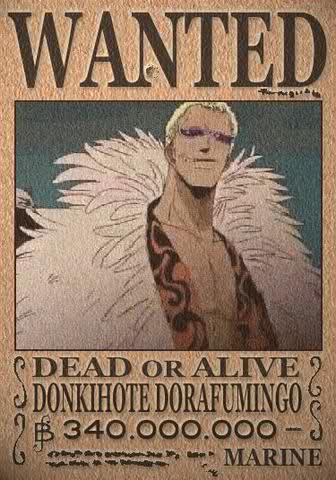 WANTED
DEAD OR ALIVE
DONKIHOTE DORAFUMINGO
฿ 340.000.000 –
MARINE